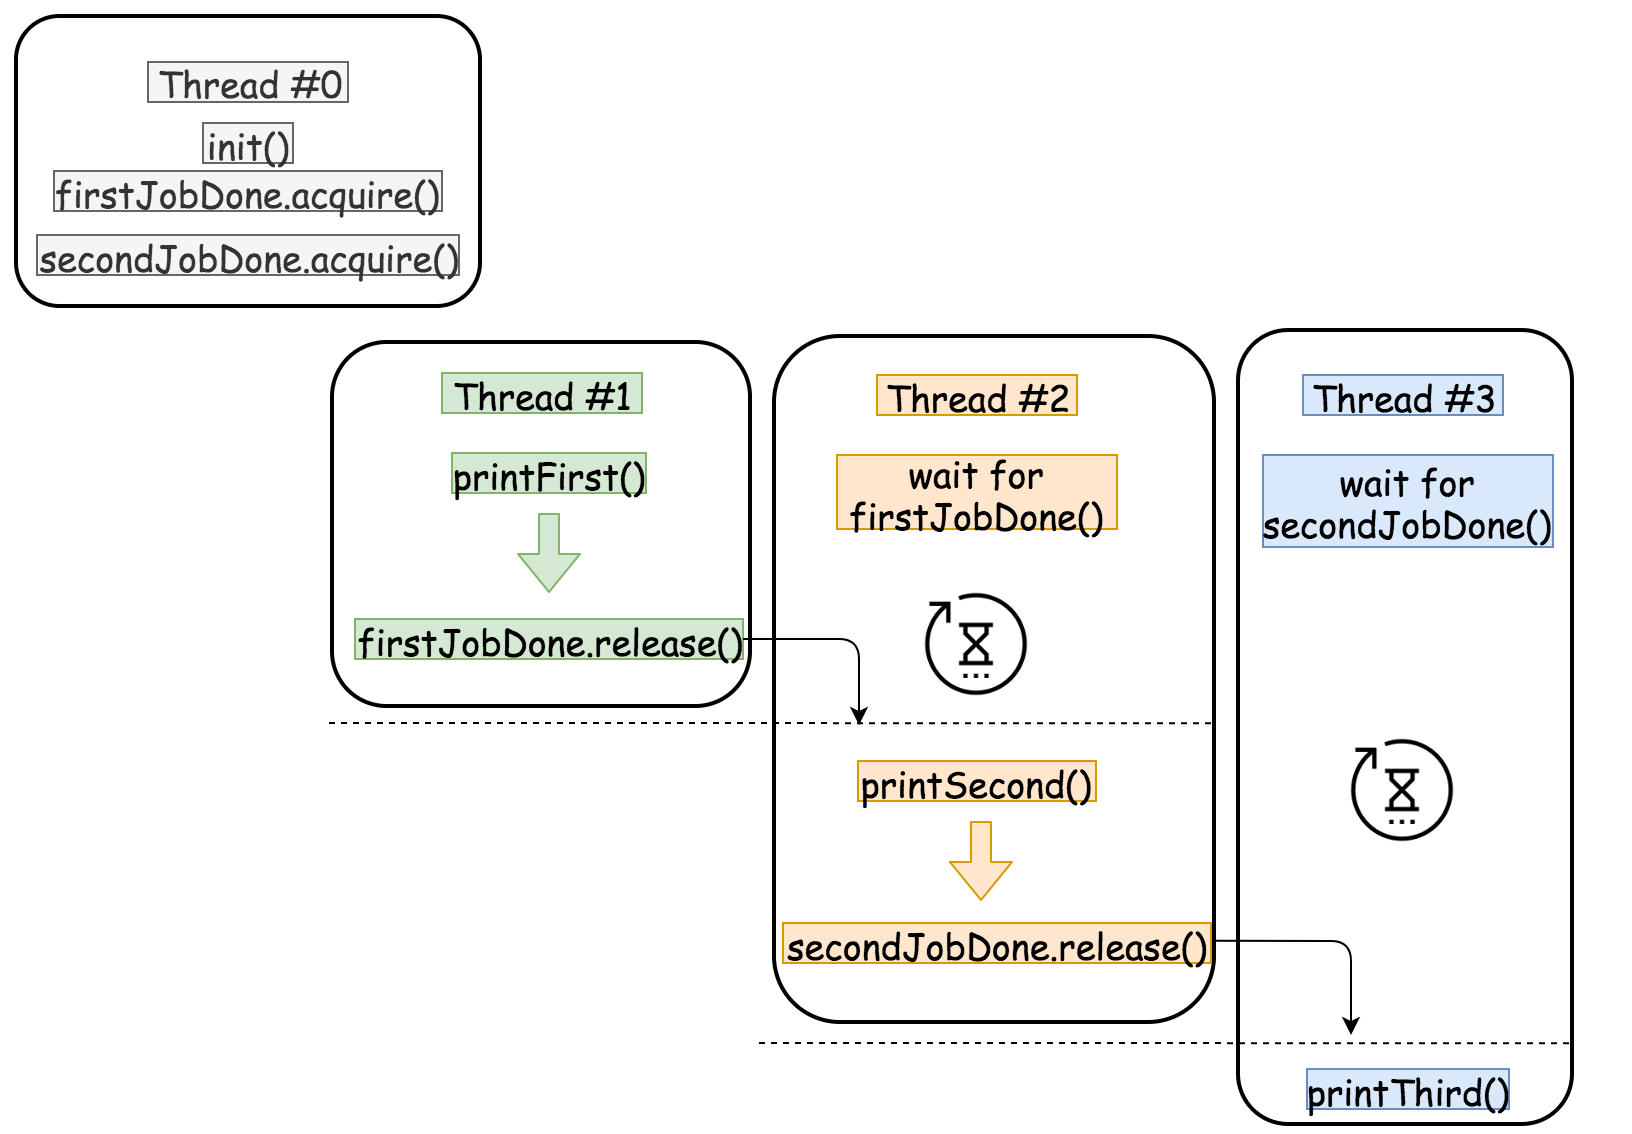 Thread #0
init()
firstJobDone.acquire()
secondJobDone.acquire()
Thread #1
printFirst()
firstJobDone.release()
Thread #2
wait for
firstJobDone()
printSecond()
secondJobDone.release()
Thread #3
wait for
secondJobDone()
printThird()